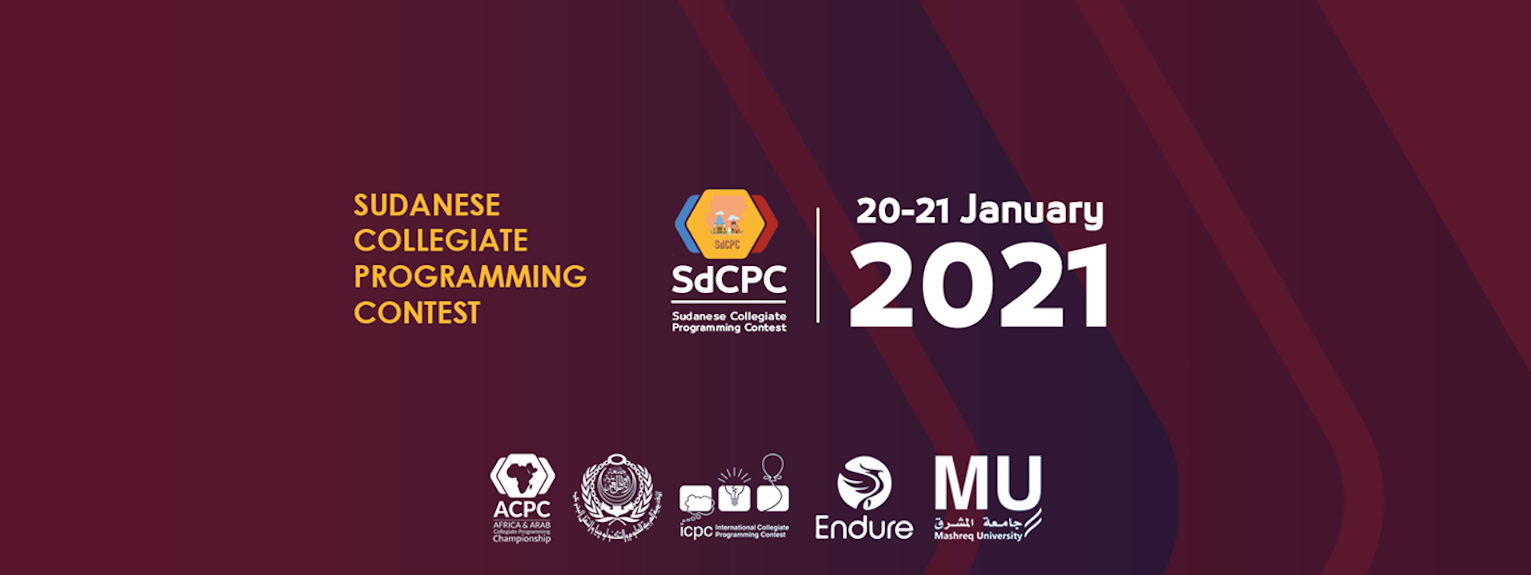 SUDANESE
COLLEGIATE
PROGRAMMING
CONTEST
SdCPC
SdCPC
Sudanese Collegiate
Programming Contest
20-21 January
2021
ACPC
AFRICA & ARAB
Collegiate Programming
Championship
icpc International Collegiate
Programming Contest
Endure
MU
جامعة المشرق
Mashreq University